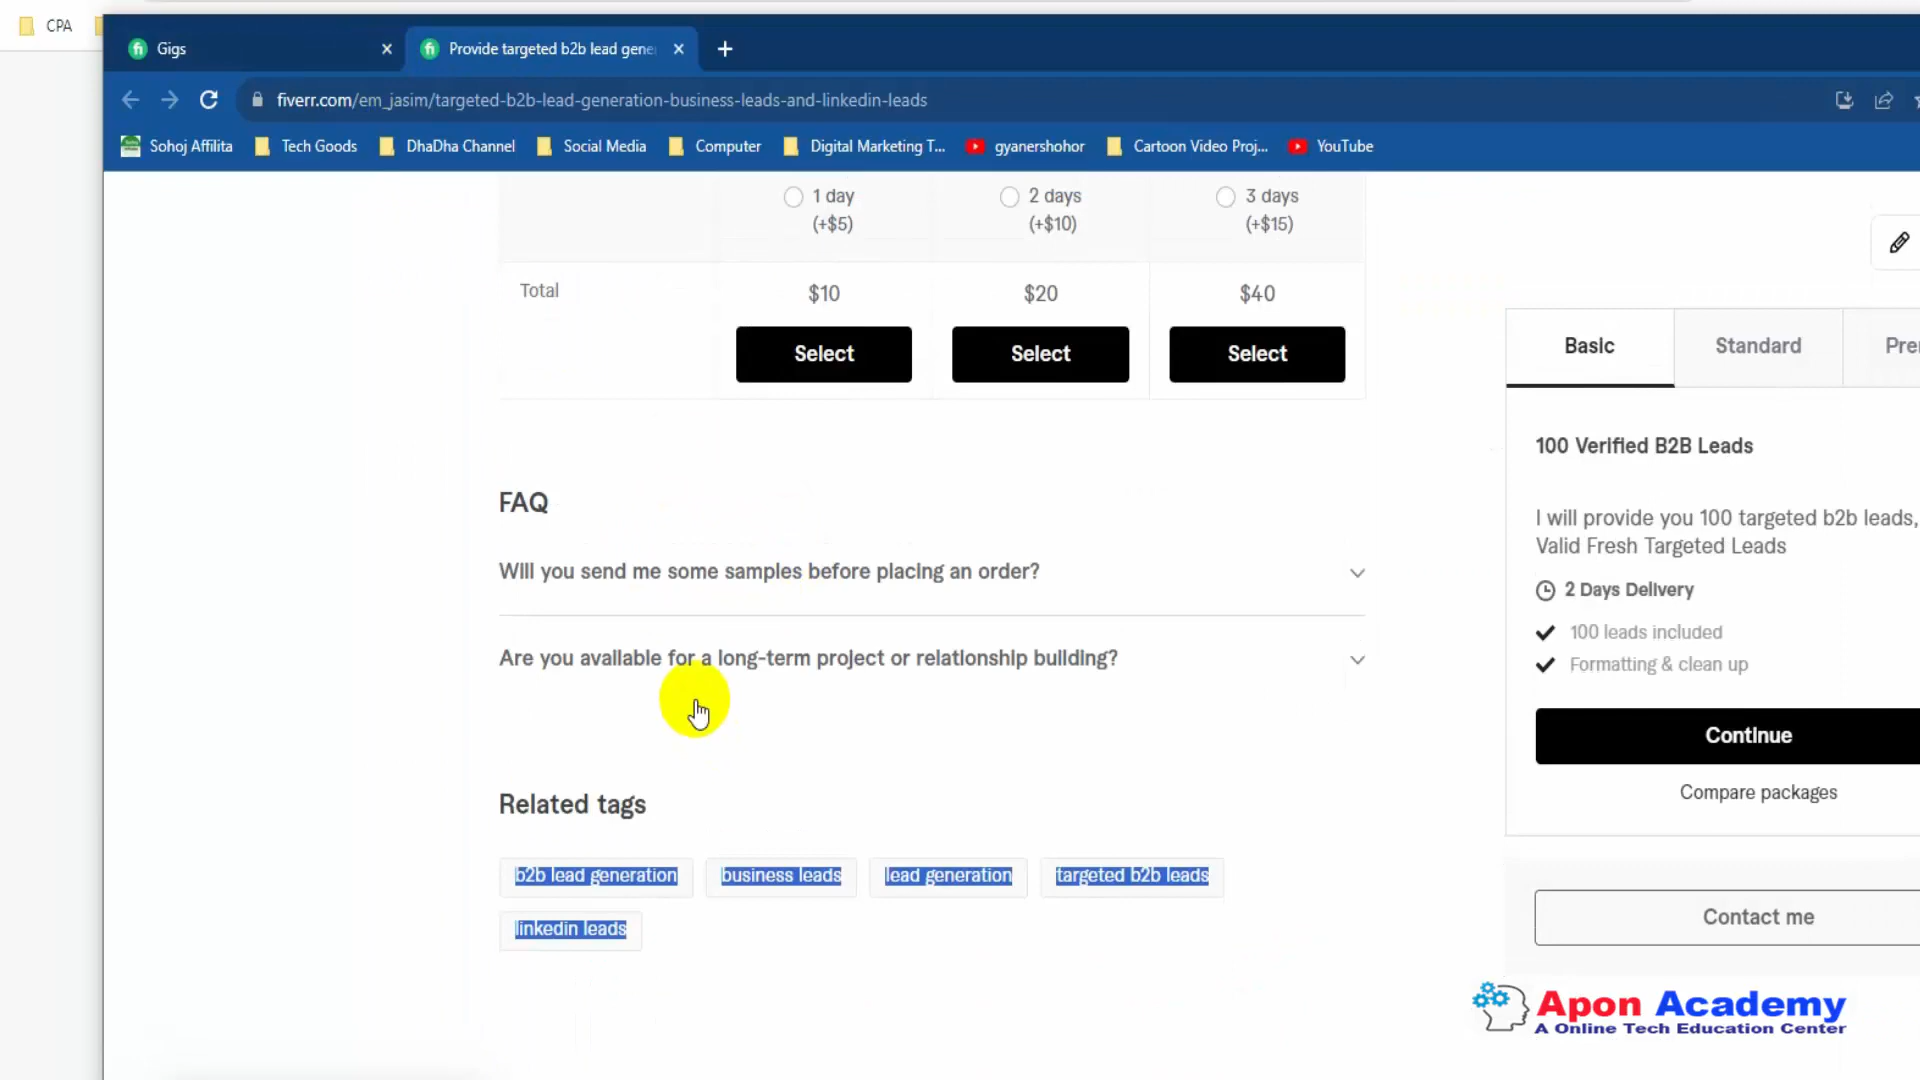 CPA
Gigs
Provide targeted b2b lead gene
fiverr.com/em_jasim/targeted-b2b-lead-generation-business-leads-and-linkedin-leads
Sohoj Affilita Tech Goods DhaDha Channel Social Media Computer Digital Marketing T... gyanershohor Cartoon Video Proj... YouTube
1 day 2 days 3 days
(+$5) (+$10) (+$15)
Total $10 $20 $40
Select Select Select
FAQ
Will you send me some samples before placing an order?
Are you available for a long-term project or relationship building?
Related tags
b2b lead generation business leads lead generation targeted b2b leads
linkedin leads
Basic Standard Pre
100 Verified B2B Leads
I will provide you 100 targeted b2b leads,
Valid Fresh Targeted Leads
2 Days Delivery
100 leads included
Formatting & clean up
Continue
Compare packages
Contact me
Apon Academy
A Online Tech Education Center